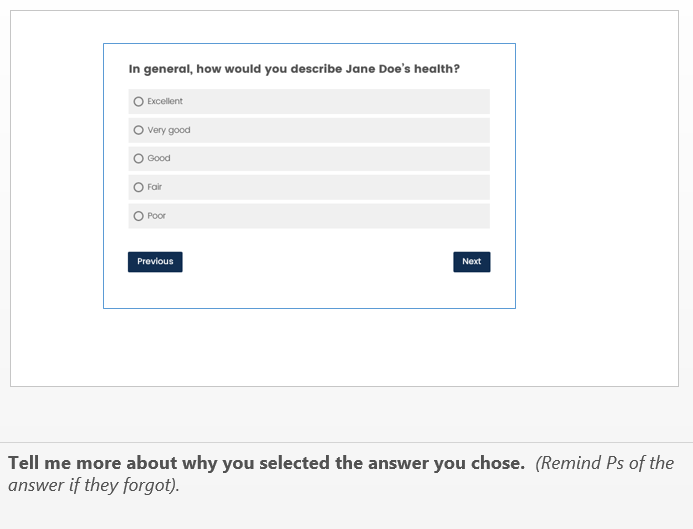 In general, how would you describe Jane Doe's health?
Excellent
Very good
Good
Fair
Poor
Previous
Next
Tell me more about why you selected the answer you chose. (Remind Ps of the
answer if they forgot).